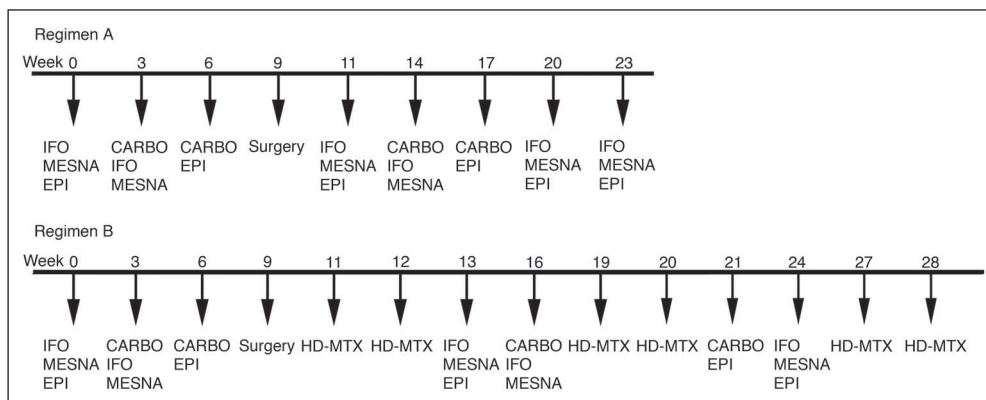 Regimen A
Week 0 3 6 9 11 14 17 20 23
IFO CARBO CARBO Surgery IFO CARBO CARBO IFO IFO
MESNA IFO EPI MESNA IFO EPI MESNA MESNA
EPI MESNA EPI MESNA EPI EPI
Regimen B
Week 0 3 6 9 11 12 13 16 19 20 21 24 27 28
IFO CARBO CARBO Surgery HD-MTX HD-MTX IFO CARBO HD-MTX HD-MTX CARBO IFO HD-MTX HD-MTX
MESNA IFO EPI MESNA IFO EPI MESNA
EPI MESNA EPI MESNA EPI